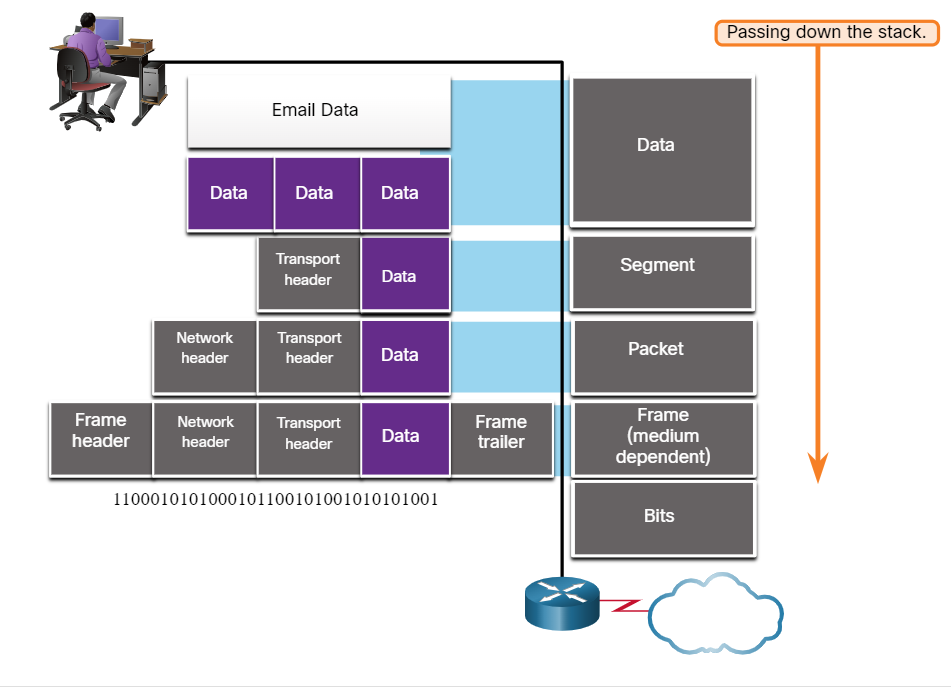 Passing down the stack.
Email Data
Data
Data Data Data
Transport
header
Data
Segment
Network
header
Transport
header
Data
Packet
Frame
header
Network
header
Transport
header
Data
Frame
trailer
Frame
(medium
dependent)
1100010101000101100101001010101001
Bits